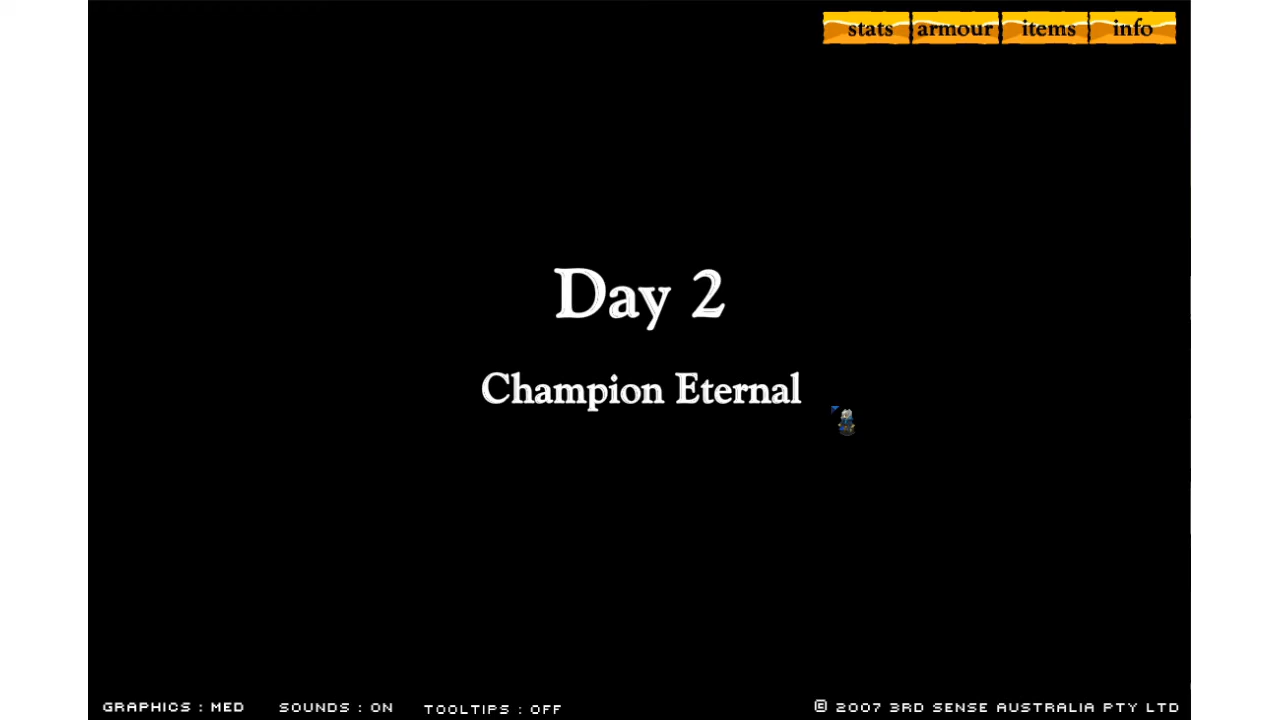 stats armour items info
Day 2
Champion Eternal
GRAPHICS : MED SOUNDS : ON TOOLTIPS : OFF © 2007 3RD SENSE AUSTRALIA PTY LTD